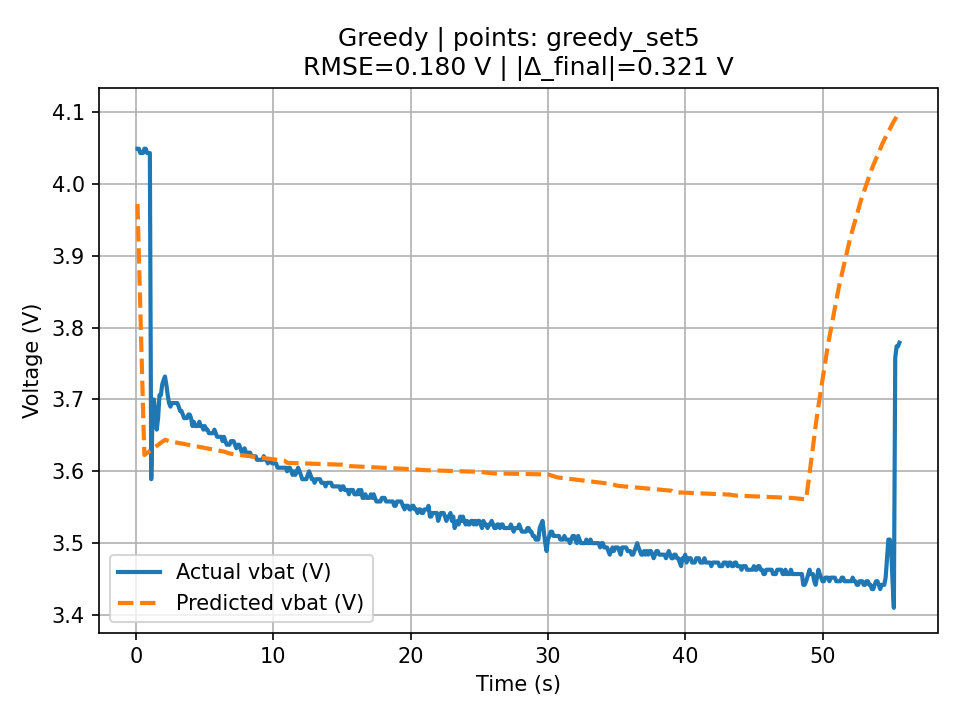 Greedy | points: greedy_set5
RMSE=0.180 V | |Δ_final|=0.321 V
Voltage (V)
4.1
4.0
3.9
3.8
3.7
3.6
3.5
3.4
Actual vbat (V)
Predicted vbat (V)
0
10
20
30
40
50
Time (s)